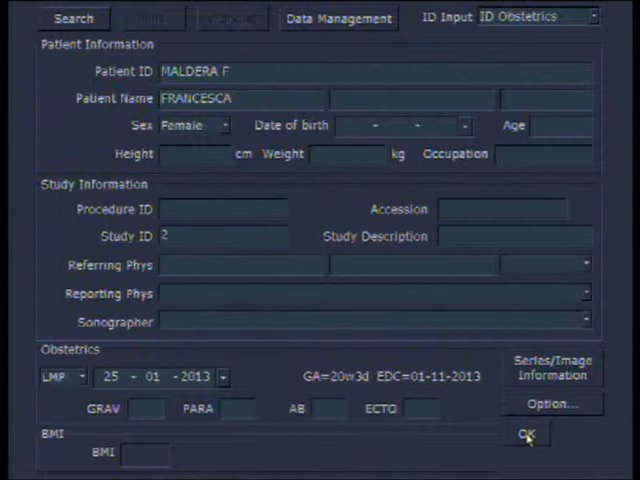 Search Data Management ID Input ID Obstetrics
Patient Information
Patient ID MALDERA F
Patient Name FRANCESCA
Sex Female Date of birth - - Age
Height cm Weight kg Occupation
Study Information
Procedure ID Accession
Study ID 2 Study Description
Referring Phys
Reporting Phys
Sonographer
Obstetrics
Series/Image
Information
LMP 25 - 01 -2013 GA=20w3d EDC=01-11-2013
Option...
GRAV PARA AB ECTO
OK
BMI
BMI